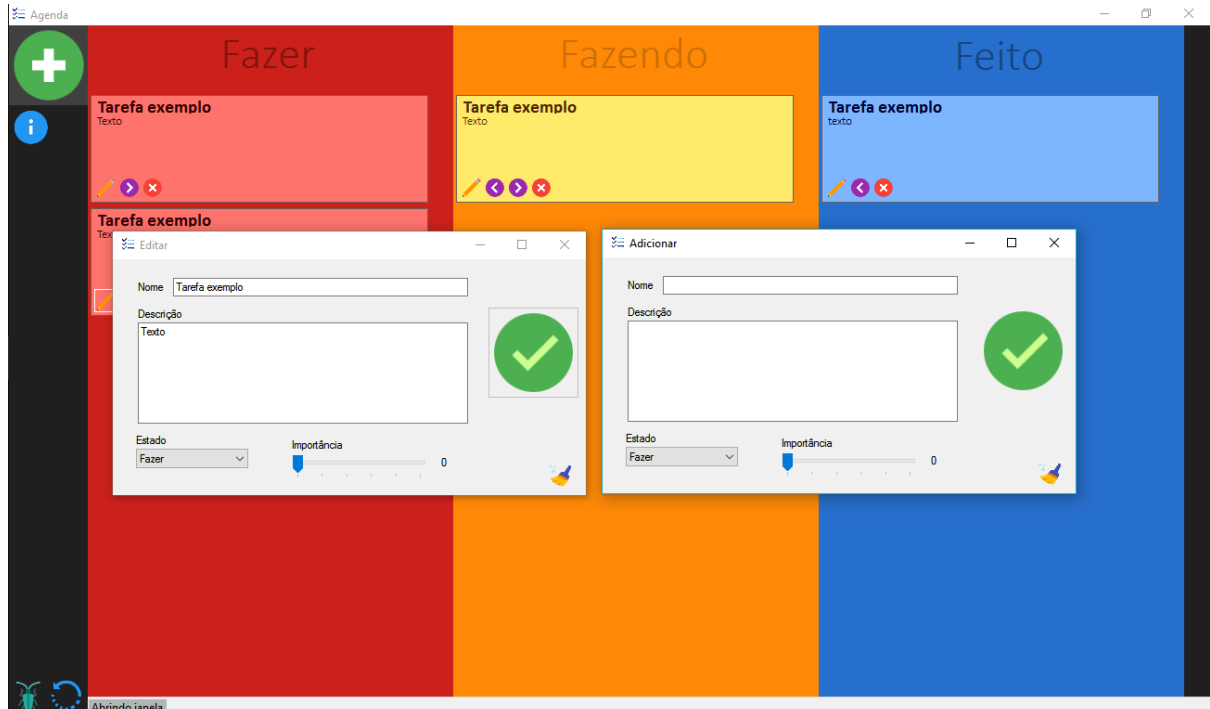 Agenda
Fazer
Fazendo
Feito
Tarefa exemplo
Texto
Tarefa exemplo
Texto
Tarefa exemplo
texto
Tarefa exemplo
Tex
Editar
Nome
Tarefa exemplo
Descrição
Texto
Estado
Fazer
Importância
0
Adicionar
Nome
Descrição
Estado
Fazer
Importância
0
Abrindo janela